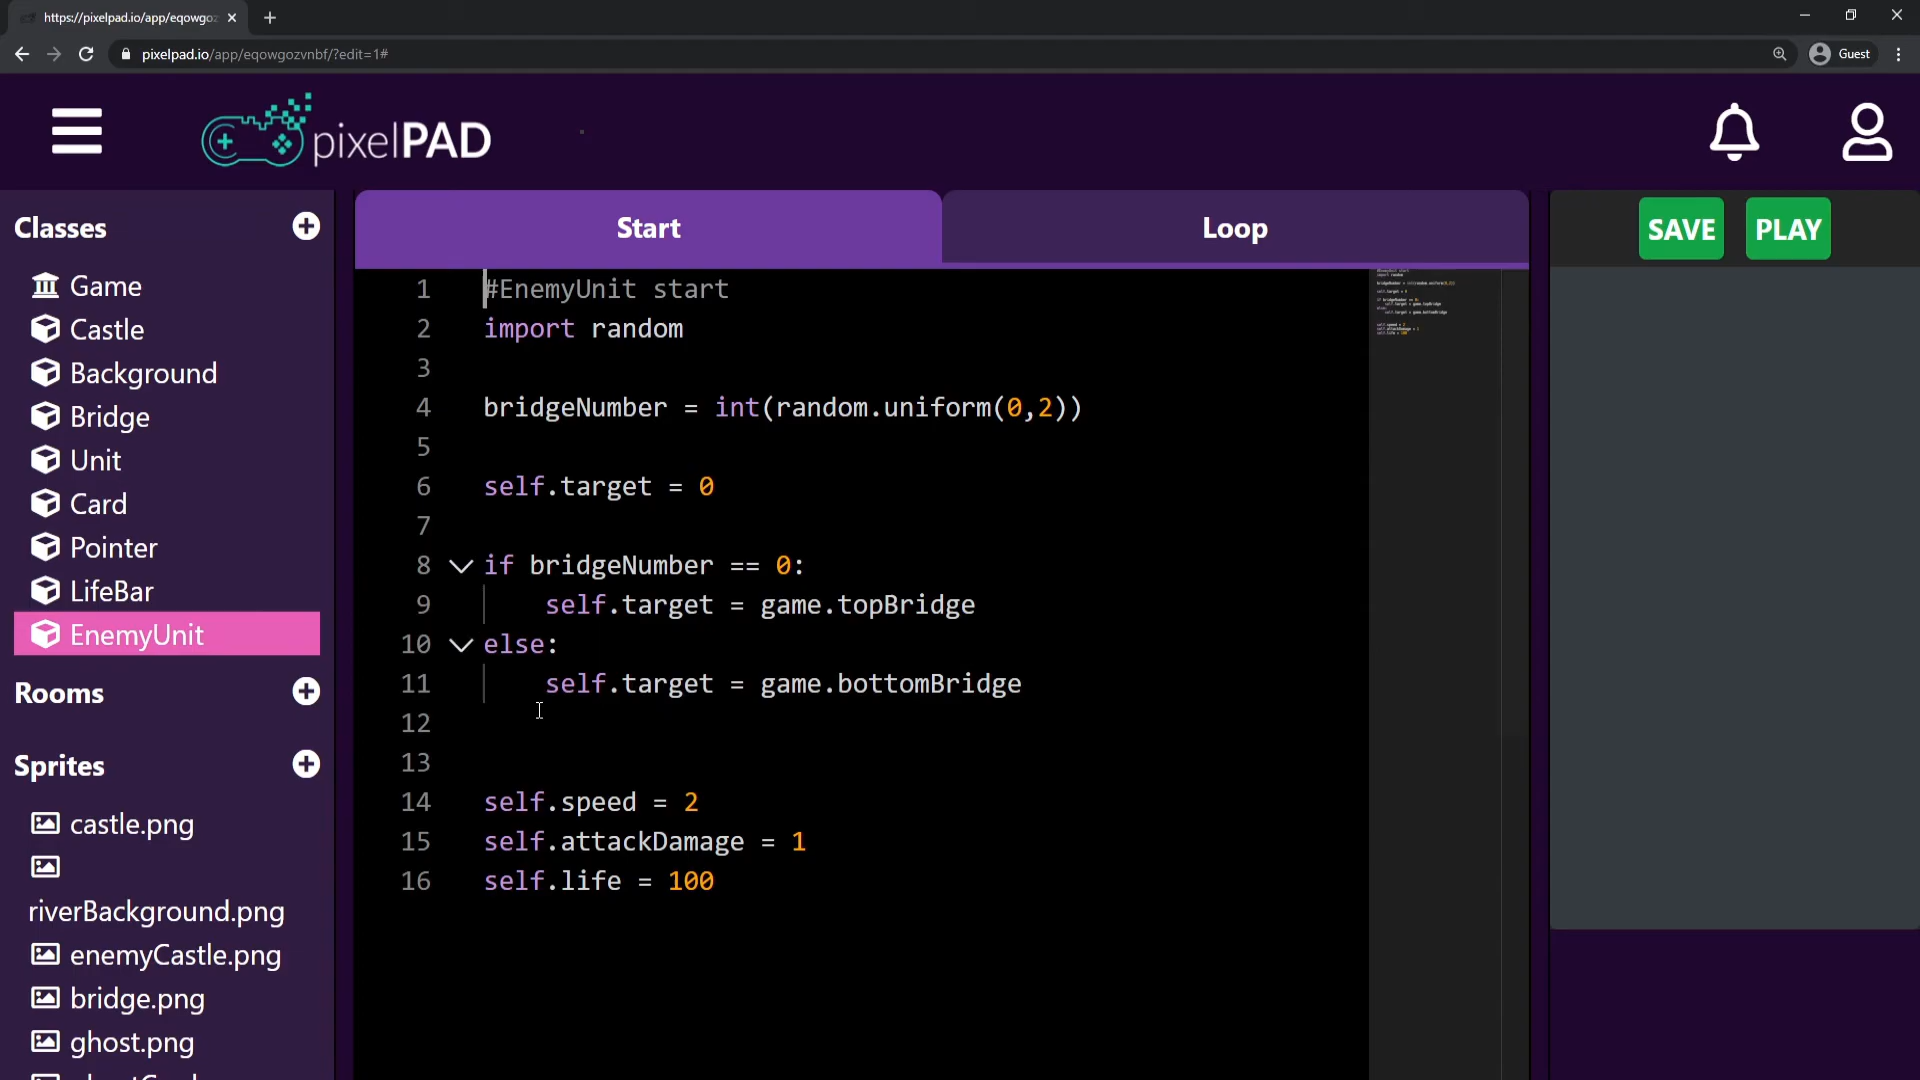 https://pixelpad.io/app/eqowgoz
pixelpad.io/app/eqowgozvnbf/?edit=1#
Guest
pixelPAD
Classes
Game
Castle
Background
Bridge
Unit
Card
Pointer
LifeBar
EnemyUnit
Rooms
Sprites
castle.png
riverBackground.png
enemyCastle.png
bridge.png
ghost.png
Start
Loop
1 #EnemyUnit start
2 import random
3
4 bridgeNumber = int(random.uniform(0,2))
5
6 self.target = 0
7
8 if bridgeNumber == 0:
9 self.target = game.topBridge
10 else:
11 self.target = game.bottomBridge
12
13
14 self.speed = 2
15 self.attackDamage = 1
16 self.life = 100
SAVE
PLAY